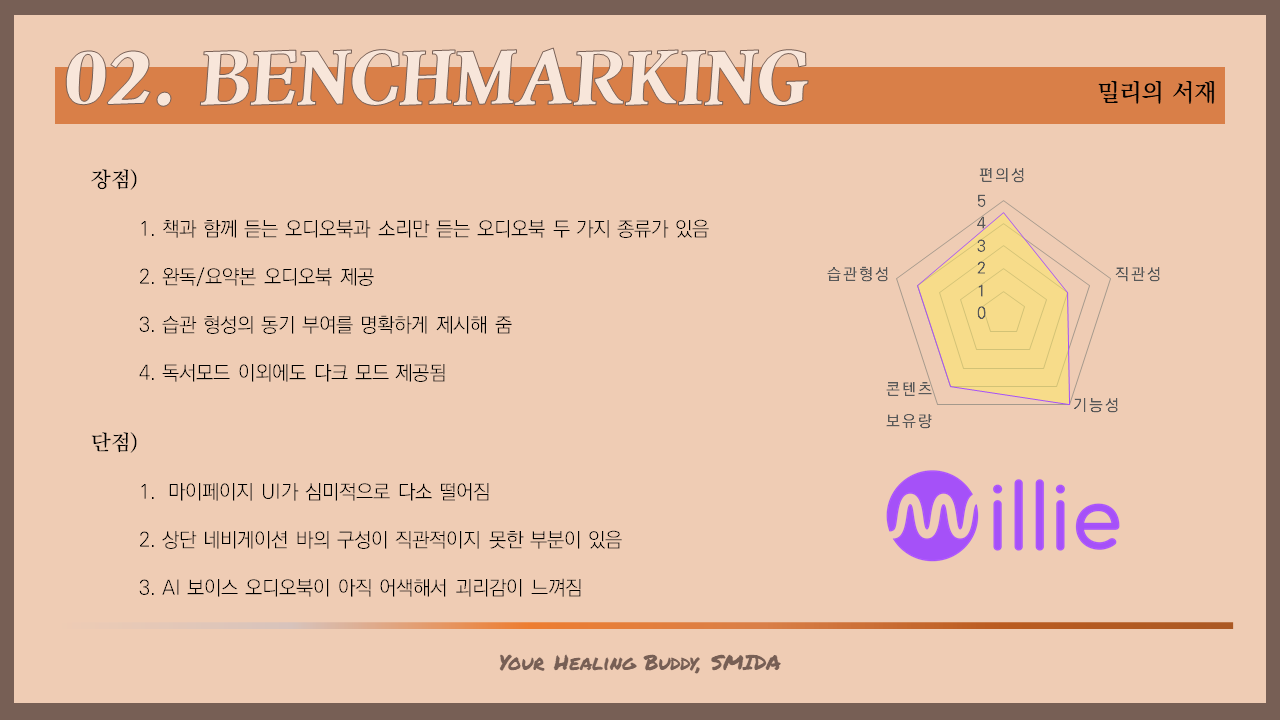 02. BENCHMARKING
밀리의 서재
장점)
1. 책과 함께 듣는 오디오북과 소리만 듣는 오디오북 두 가지 종류가 있음
2. 완독/요약본 오디오북 제공
3. 습관 형성의 동기 부여를 명확하게 제시해 줌
4. 독서모드 이외에도 다크 모드 제공됨
단점)
1. 마이페이지 UI가 심미적으로 다소 떨어짐
2. 상단 네비게이션 바의 구성이 직관적이지 못한 부분이 있음
3. AI 보이스 오디오북이 아직 어색해서 괴리감이 느껴짐
편의성
5
4
3
2
1
0
습관형성
직관성
콘텐츠
보유량
기능성
Millie
Your Healing Buddy, SMIDA